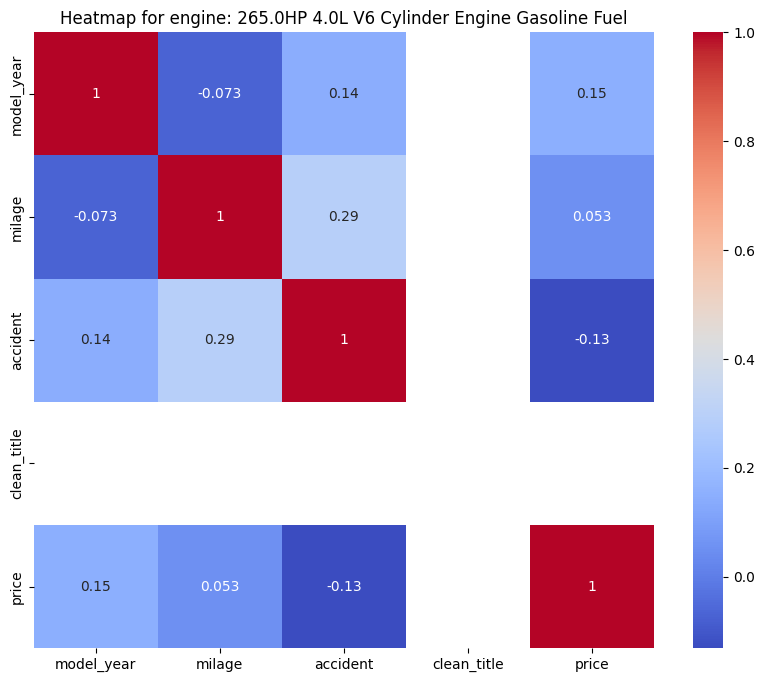 Heatmap for engine: 265.0HP 4.0L V6 Cylinder Engine Gasoline Fuel
model_year
1
-0.073
0.14
0.15
milage
-0.073
1
0.29
0.053
accident
0.14
0.29
1
-0.13
clean_title
price
0.15
0.053
-0.13
1
model_year
milage
accident
clean_title
price
1.0
0.8
0.6
0.4
0.2
0.0